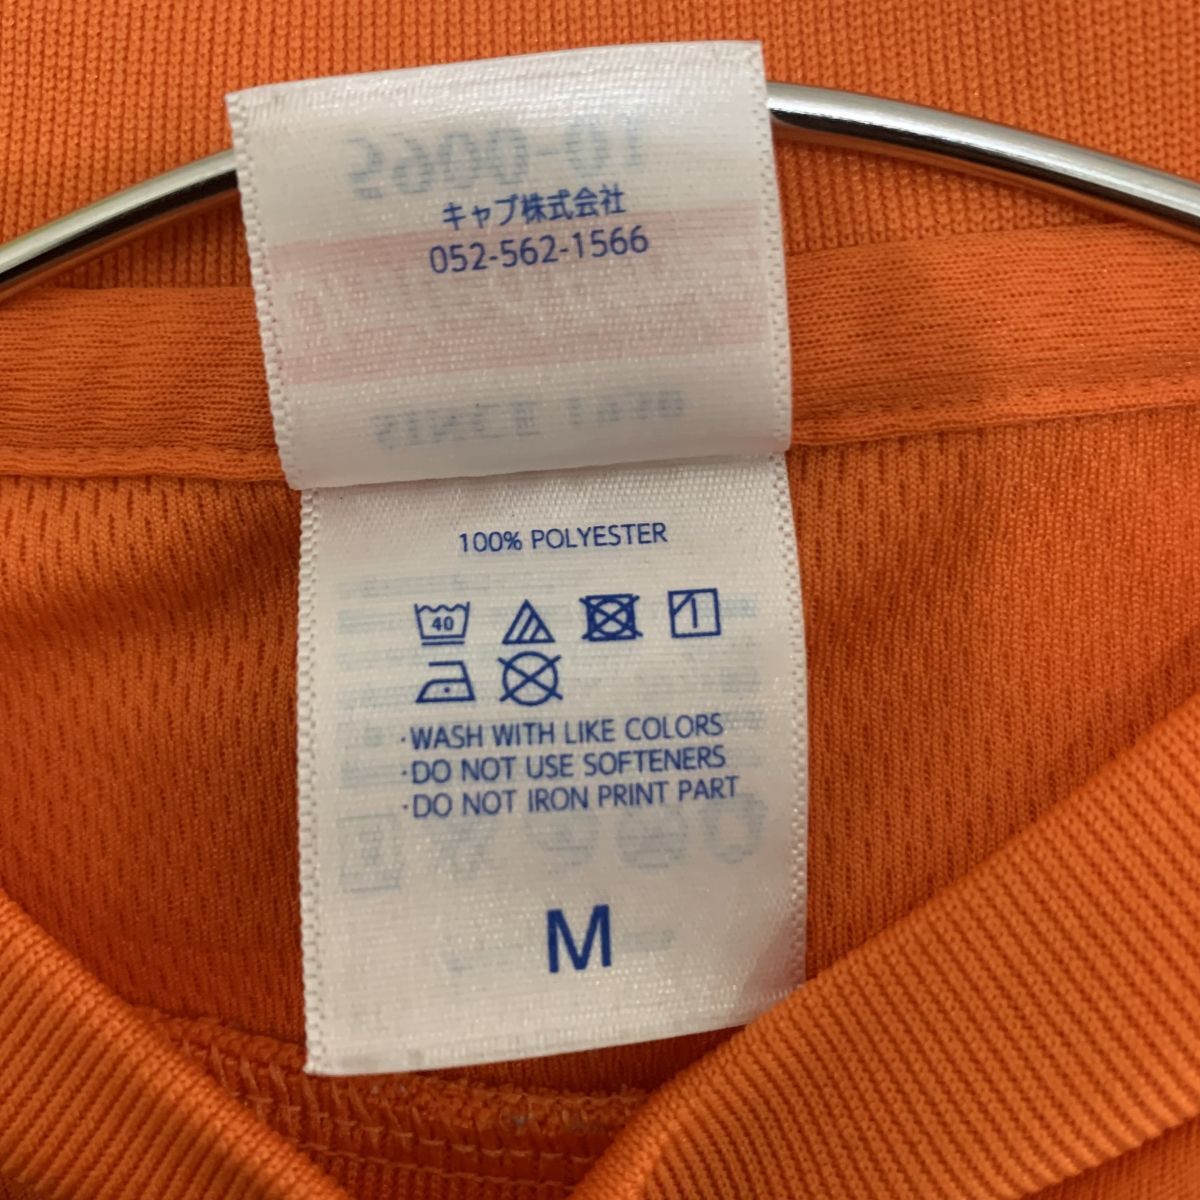 10-0065
キャブ株式会社
052-562-1566
100% POLYESTER
40
1
·WASH WITH LIKE COLORS
·DO NOT USE SOFTENERS
·DO NOT IRON PRINT PART
M